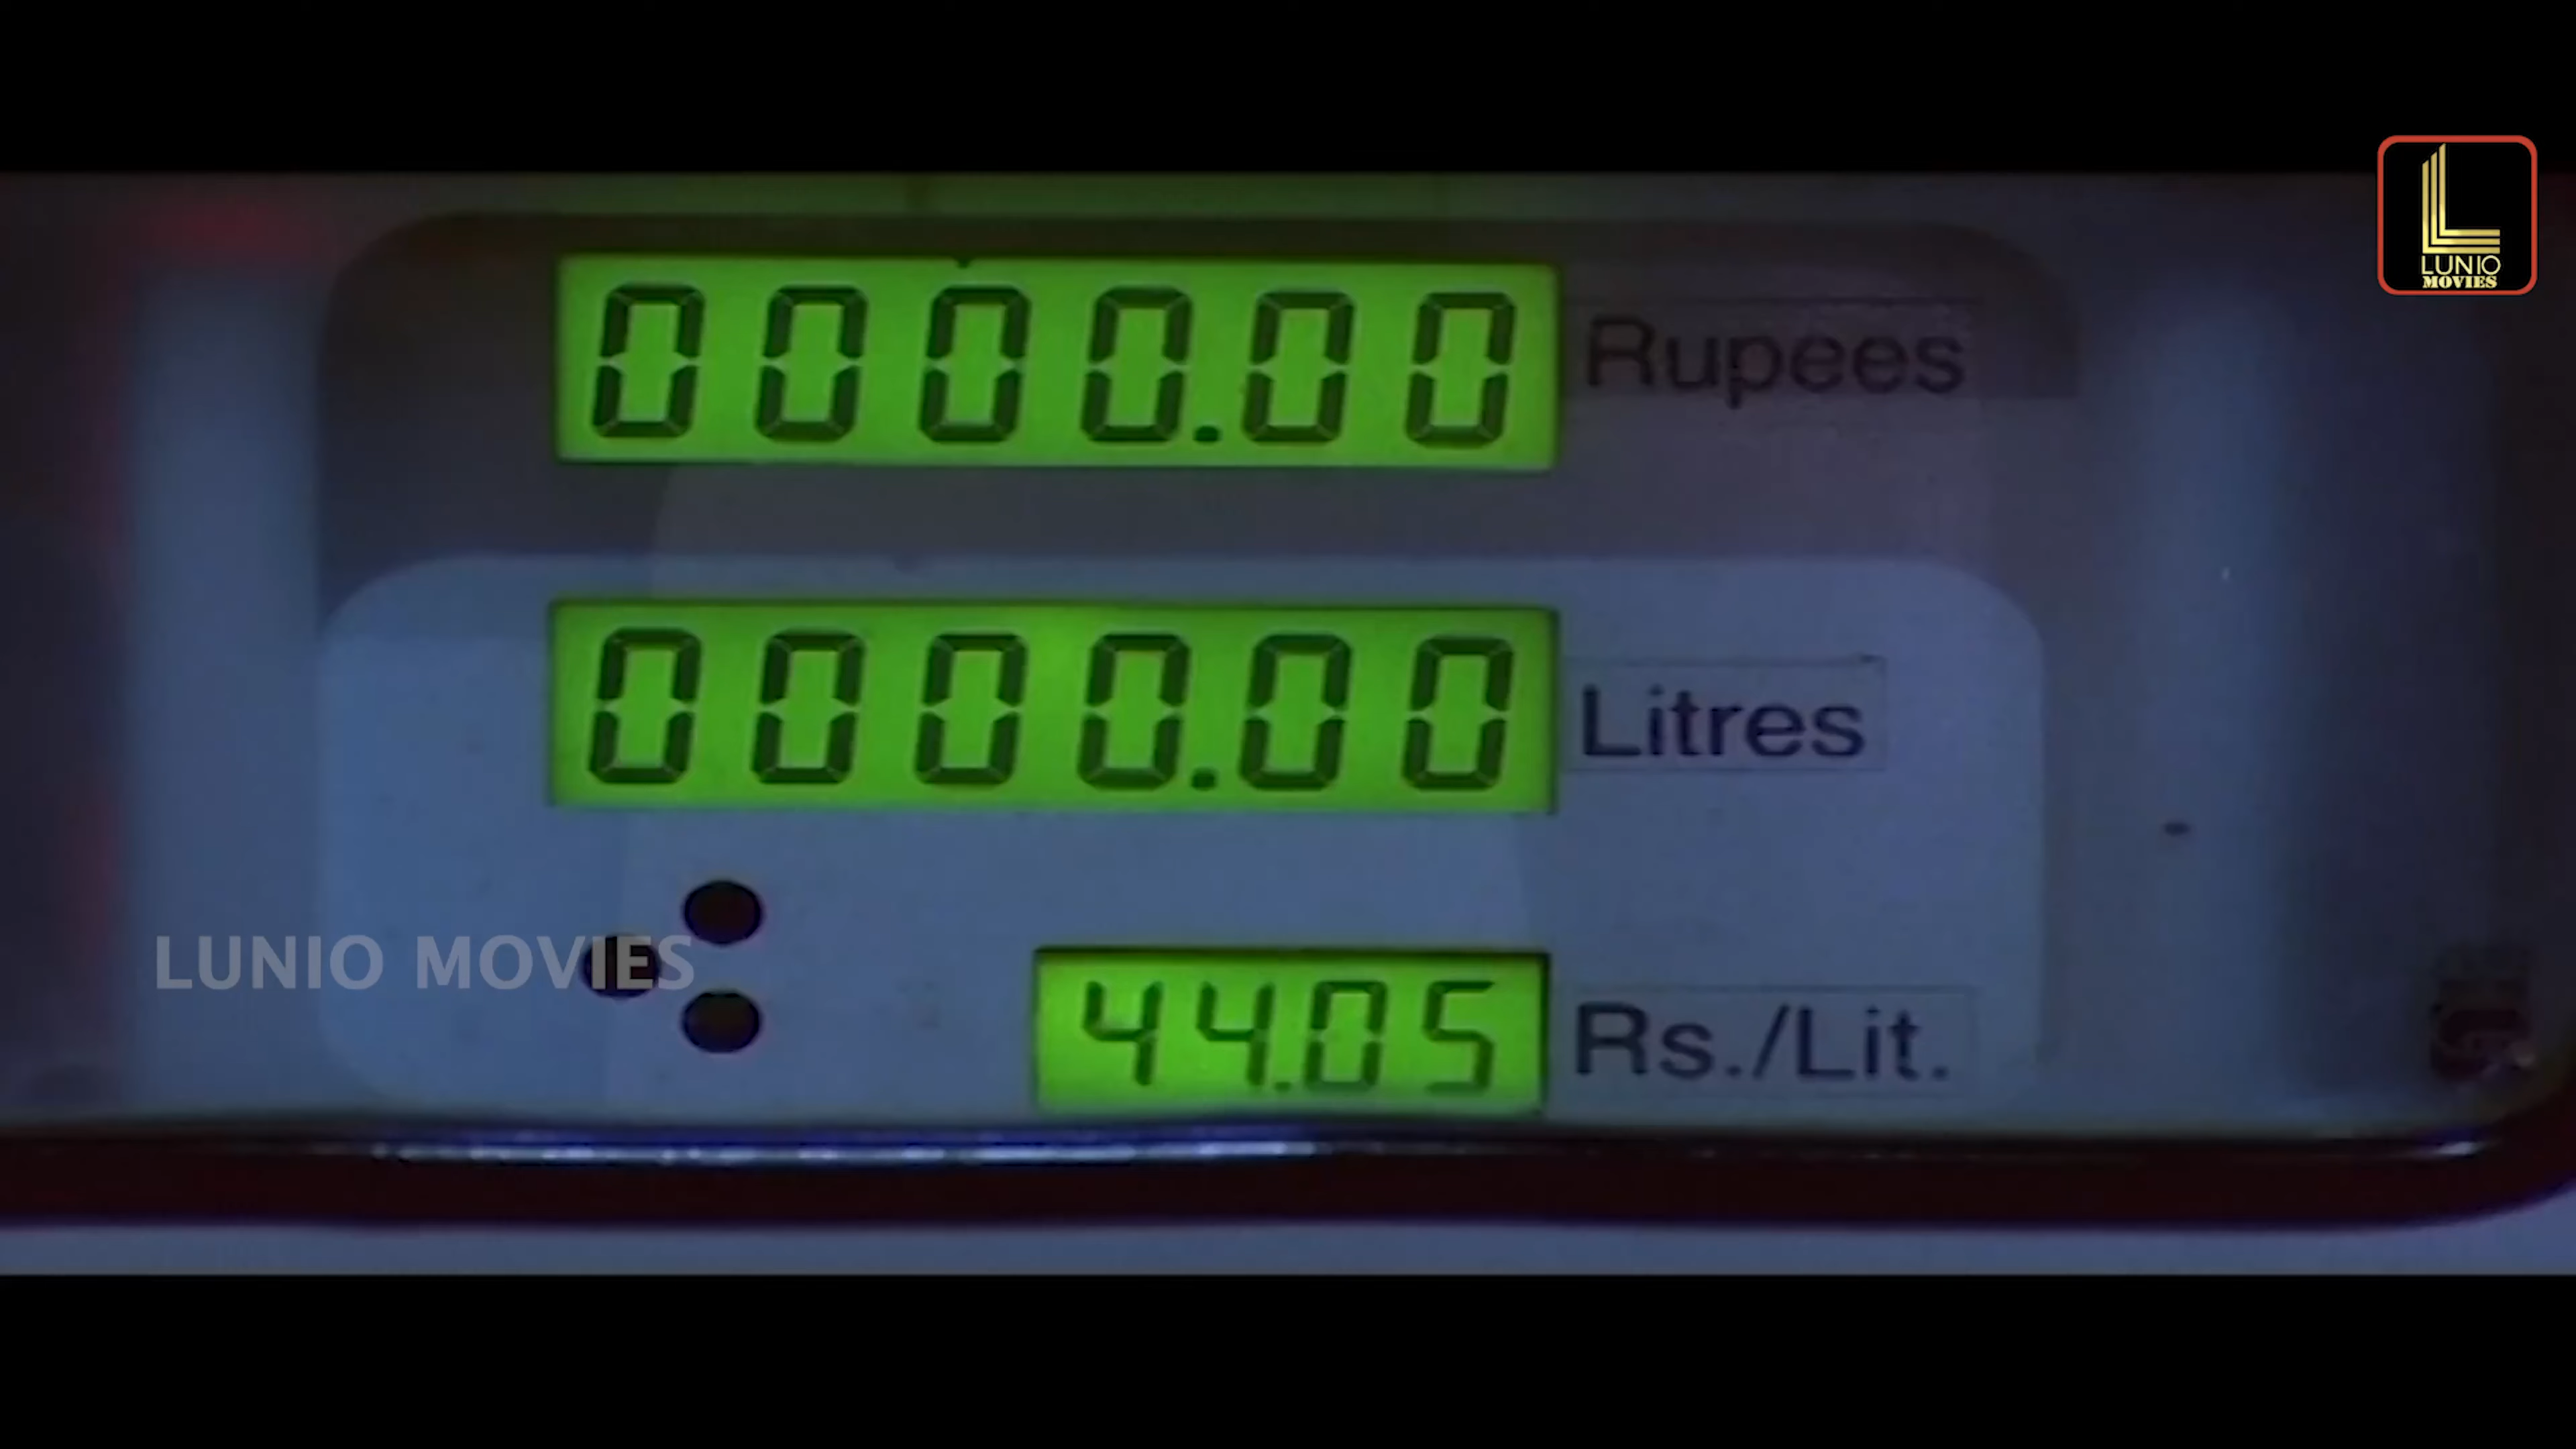 LUNIO
MOVIES
0000.00 Rupees
0000.00 Litres
LUNIO MOVIES
44.05 Rs./Lit.